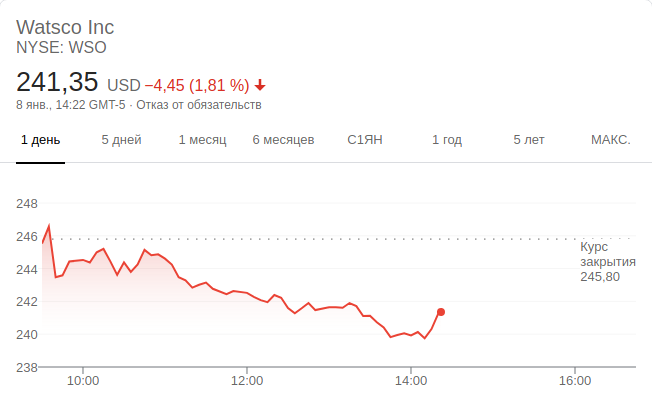 Watsco Inc
NYSE: WSO
241,35 USD −4,45 (1,81 %)
8 янв., 14:22 GMT-5 · Отказ от обязательств
1 день 5 дней 1 месяц 6 месяцев С1ЯН 1 год 5 лет МАКС.
248
246
Курс
закрытия
245,80
244
242
240
238
10:00 12:00 14:00 16:00